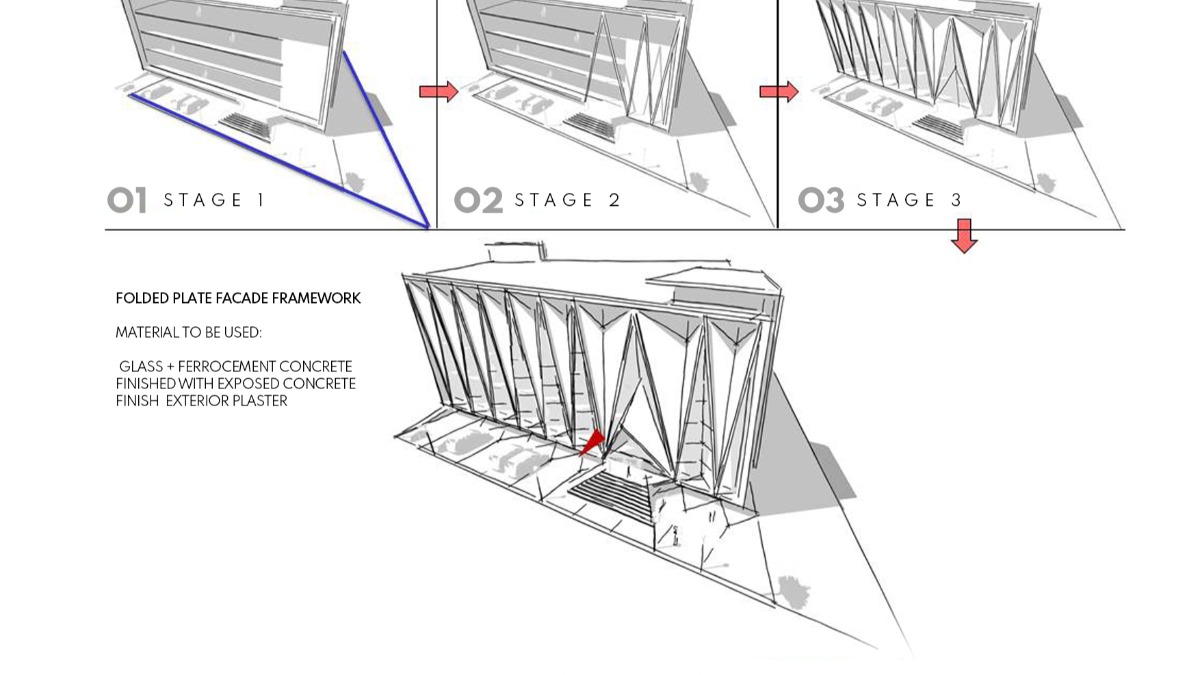 01 STAGE 1
02 STAGE 2
03 STAGE 3
FOLDED PLATE FACADE FRAMEWORK
MATERIAL TO BE USED:
GLASS + FERROCEMENT CONCRETE
FINISHED WITH EXPOSED CONCRETE
FINISH EXTERIOR PLASTER